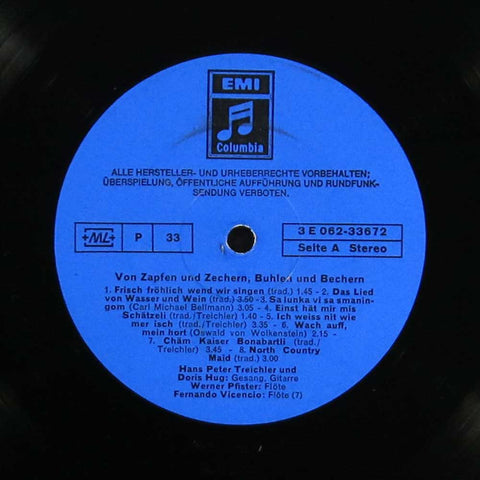 EMI
Columbia
ALLE HERSTELLER- UND URHEBERRECHTE VORBEHALTEN;
ÜBERSPIELUNG, ÖFFENTLICHE AUFFÜHRUNG UND RUNDFUNK-
SENDUNG VERBOTEN.
+ML+ P 33
3 E 062-33672
Seite A Stereo
Von Zapfen und Zechern, Buhlen und Bechern
1. Frisch fröhlich wend wir singen (trad.) 1.45 - 2. Das Lied
von Wasser und Wein (trad.) 3.50 - 3. Sa lunka vi sa smanin-
gom (Carl Michael Bellmann) 3.05 - 4. Einst hät mir mis
Schätzeli (trad./Treichler) 1.40 - 5. Ich weiss nit wie
mer isch (trad./Treichler) 3.35 - 6. Wach auff,
mein hort (Oswald von Wolkenstein) 2.15 -
7. Chäm Kaiser Bonabartli (trad./
Treichler) 3.45 - 8. North Country
Maid (trad.) 3.00
Hans Peter Treichler und
Doris Hug: Gesang, Gitarre
Werner Pfister: Flöte
Fernando Vicencio: Flöte (7)